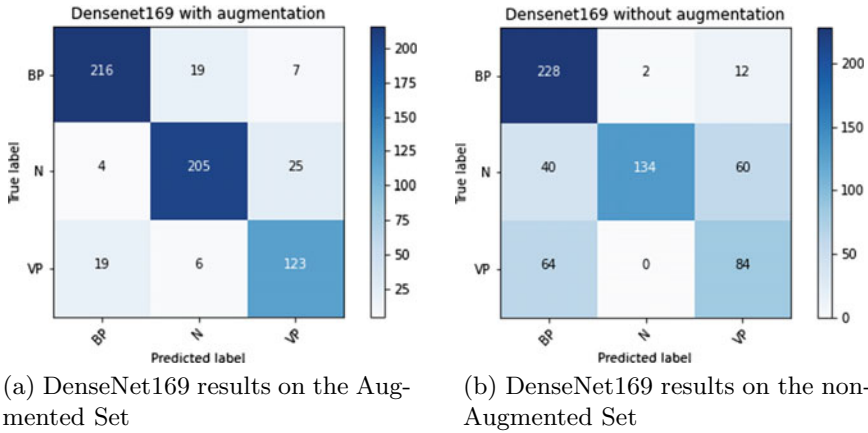 Densenet169 with augmentation
True label
BP
N
VP
216 19 7
4 205 25
19 6 123
BP N VP
Predicted label
200
175
150
125
100
75
50
25
Densenet169 without augmentation
True label
BP
N
VP
228 2 12
40 134 60
64 0 84
BP N VP
Predicted label
200
150
100
50
0
(a) DenseNet169 results on the Aug-
mented Set
(b) DenseNet169 results on the non-
Augmented Set